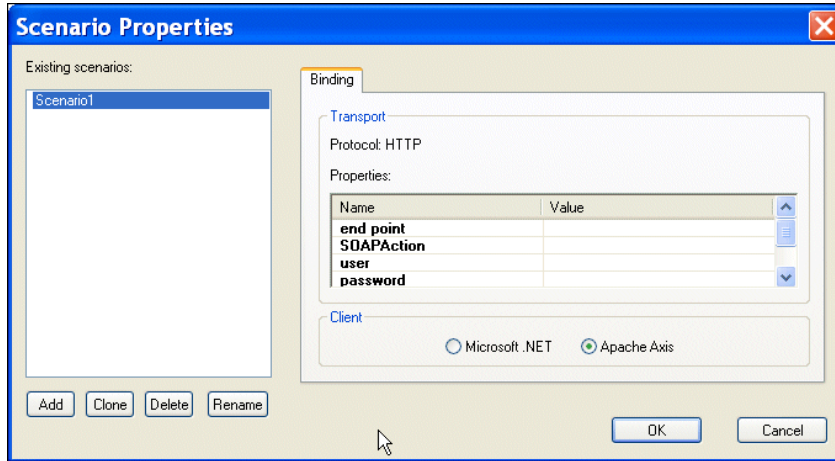 Scenario Properties
Existing scenarios:
Scenario1
Add Clone Delete Rename
Binding
Transport
Protocol: HTTP
Properties:
Name Value
end point
SOAPAction
user
password
Client
Microsoft .NET Apache Axis
OK Cancel